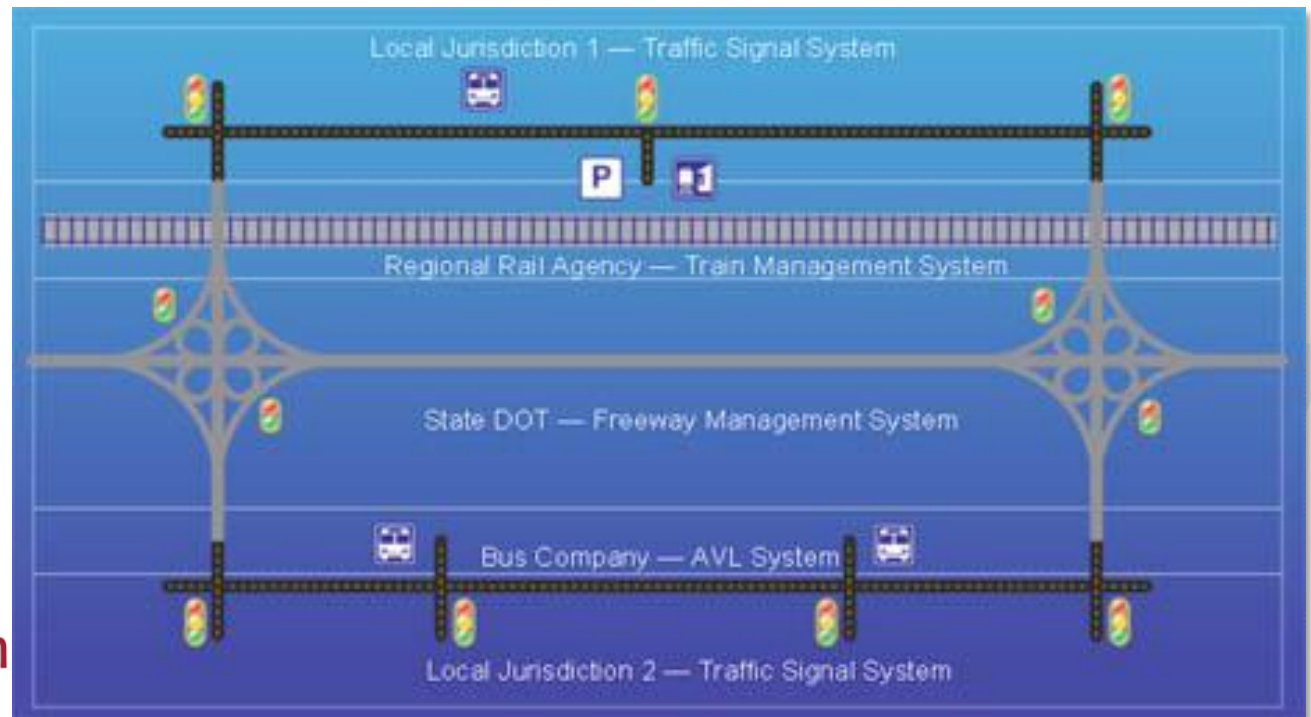 Local Jurisdiction 1 — Traffic Signal System
P
Regional Rail Agency — Train Management System
State DOT — Freeway Management System
Bus Company — AVL System
Local Jurisdiction 2 — Traffic Signal System